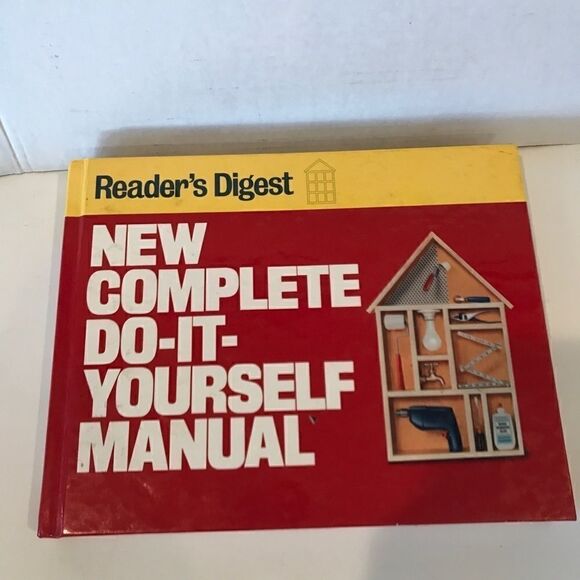 Reader's Digest
NEW
COMPLETE
DO-IT-
YOURSELF
MANUAL